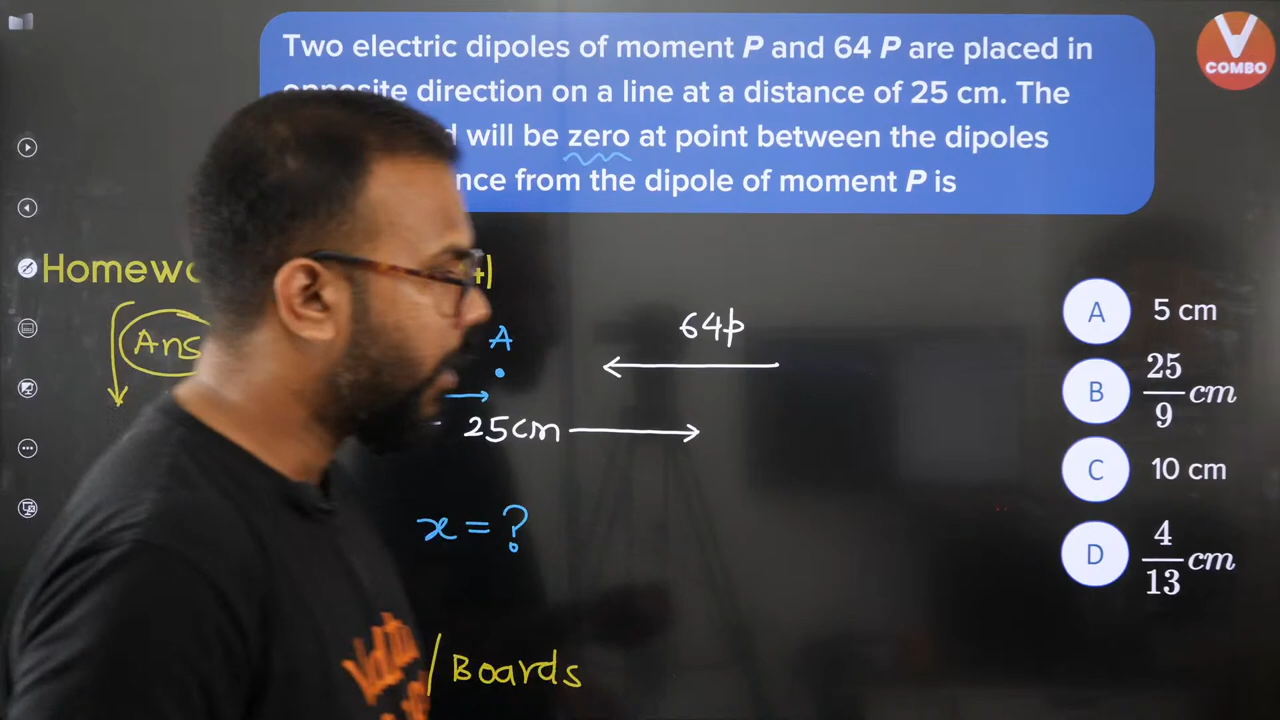 Two electric dipoles of moment P and 64 P are placed in
opposite direction on a line at a distance of 25 cm. The
will be zero at point between the dipoles
from the dipole of moment P is
COMBO
Ans
A
64p
25cm
x = ?
/Boards
A 5 cm
B 25/9 cm
C 10 cm
D 4/13 cm